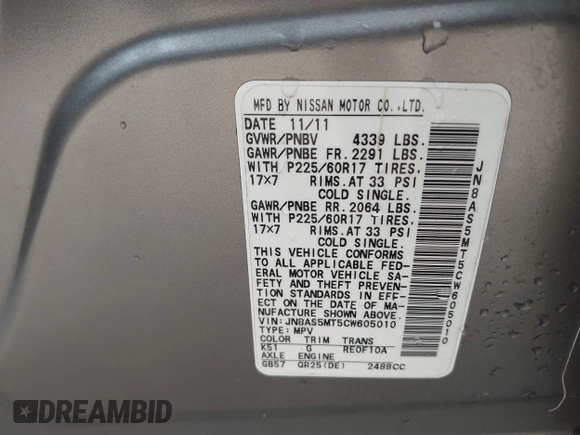 MFD BY NISSAN MOTOR CO.,LTD.
DATE 11/11
GVWR/PNBV 4339 LBS.
GAWR/PNBE FR. 2291 LBS.
WITH P225/60R17 TIRES,
17×7 RIMS.AT 33 PSI
COLD SINGLE.
GAWR/PNBE RR. 2064 LBS.
WITH P225/60R17 TIRES,
17×7 RIMS.AT 33 PSI
COLD SINGLE.
THIS VEHICLE CONFORMS
TO ALL APPLICABLE FED-
ERAL MOTOR VEHICLE SA-
FETY AND THEFT PREVEN-
TION STANDARDS IN EFF-
ECT ON THE DATE OF MA-
NUFACTURE SHOWN ABOVE.
VIN: JN8AS5MT5CW605010
TYPE: MPV
COLOR TRIM TRANS
K51 G RE0F10A
AXLE ENGINE
GB57 QR25(DE) 2488CC
JN8AS5MT5CW605010
DREAMBID